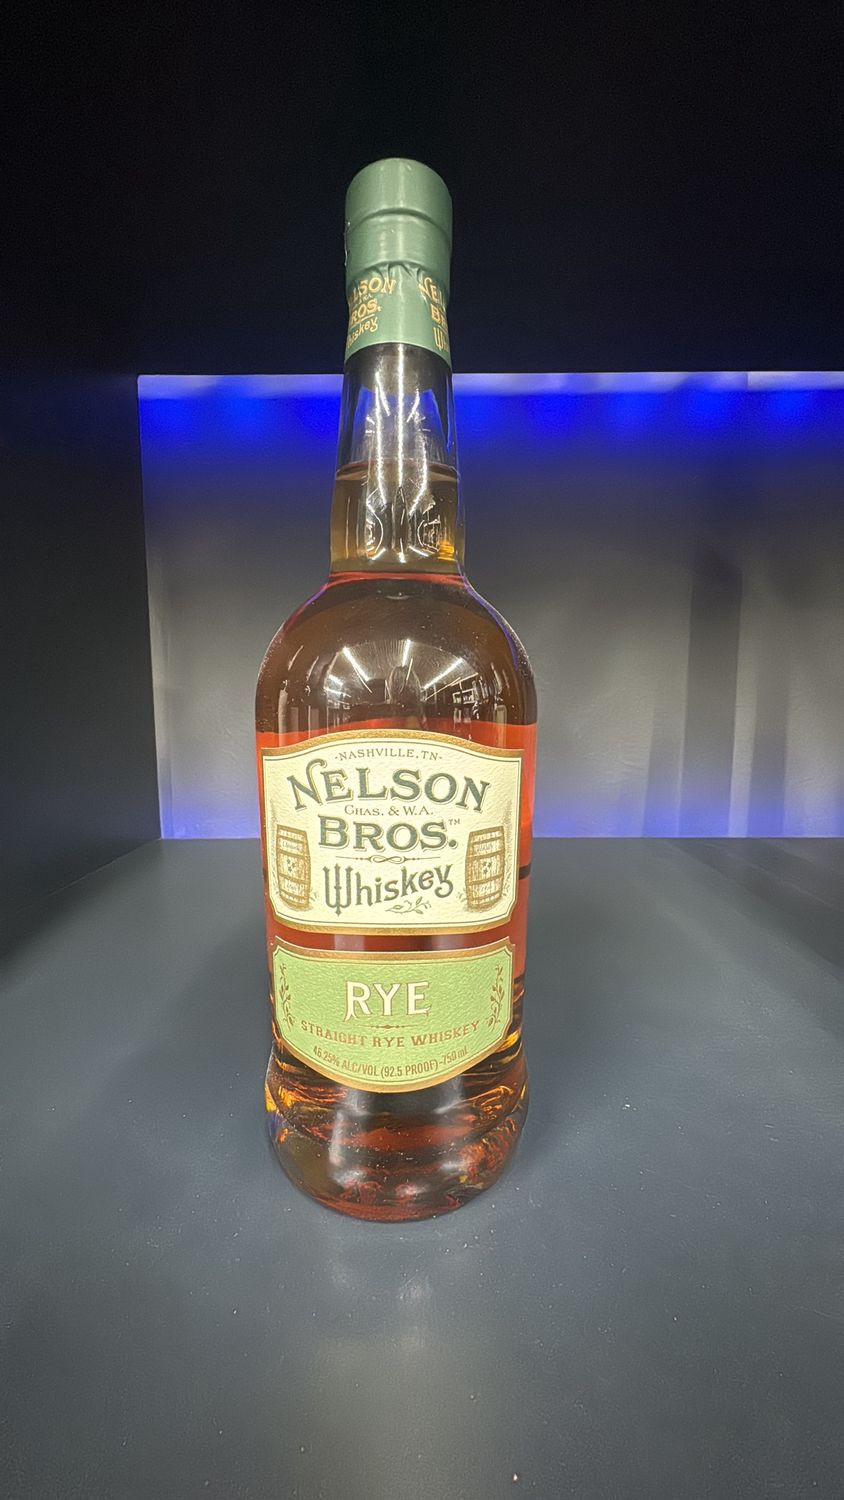 NELSON
BROS.
Whiskey
-NASHVILLE, TN-
NELSON
CHAS. & W.A.
BROS.™
Whiskey
RYE
STRAIGHT RYE WHISKEY
46.25% ALC/VOL (92.5 PROOF) - 750 mL